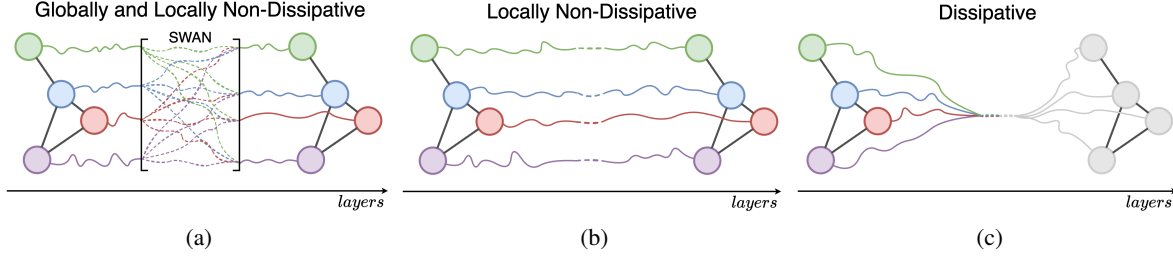 Globally and Locally Non-Dissipative
SWAN
layers
(a)
Locally Non-Dissipative
layers
(b)
Dissipative
layers
(c)